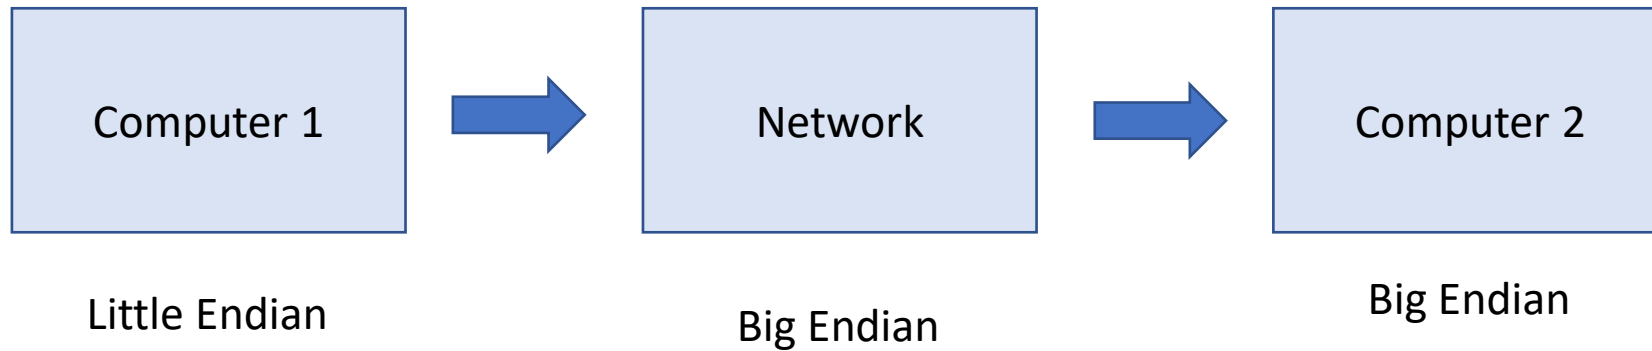 Computer 1
Network
Computer 2
Little Endian
Big Endian
Big Endian